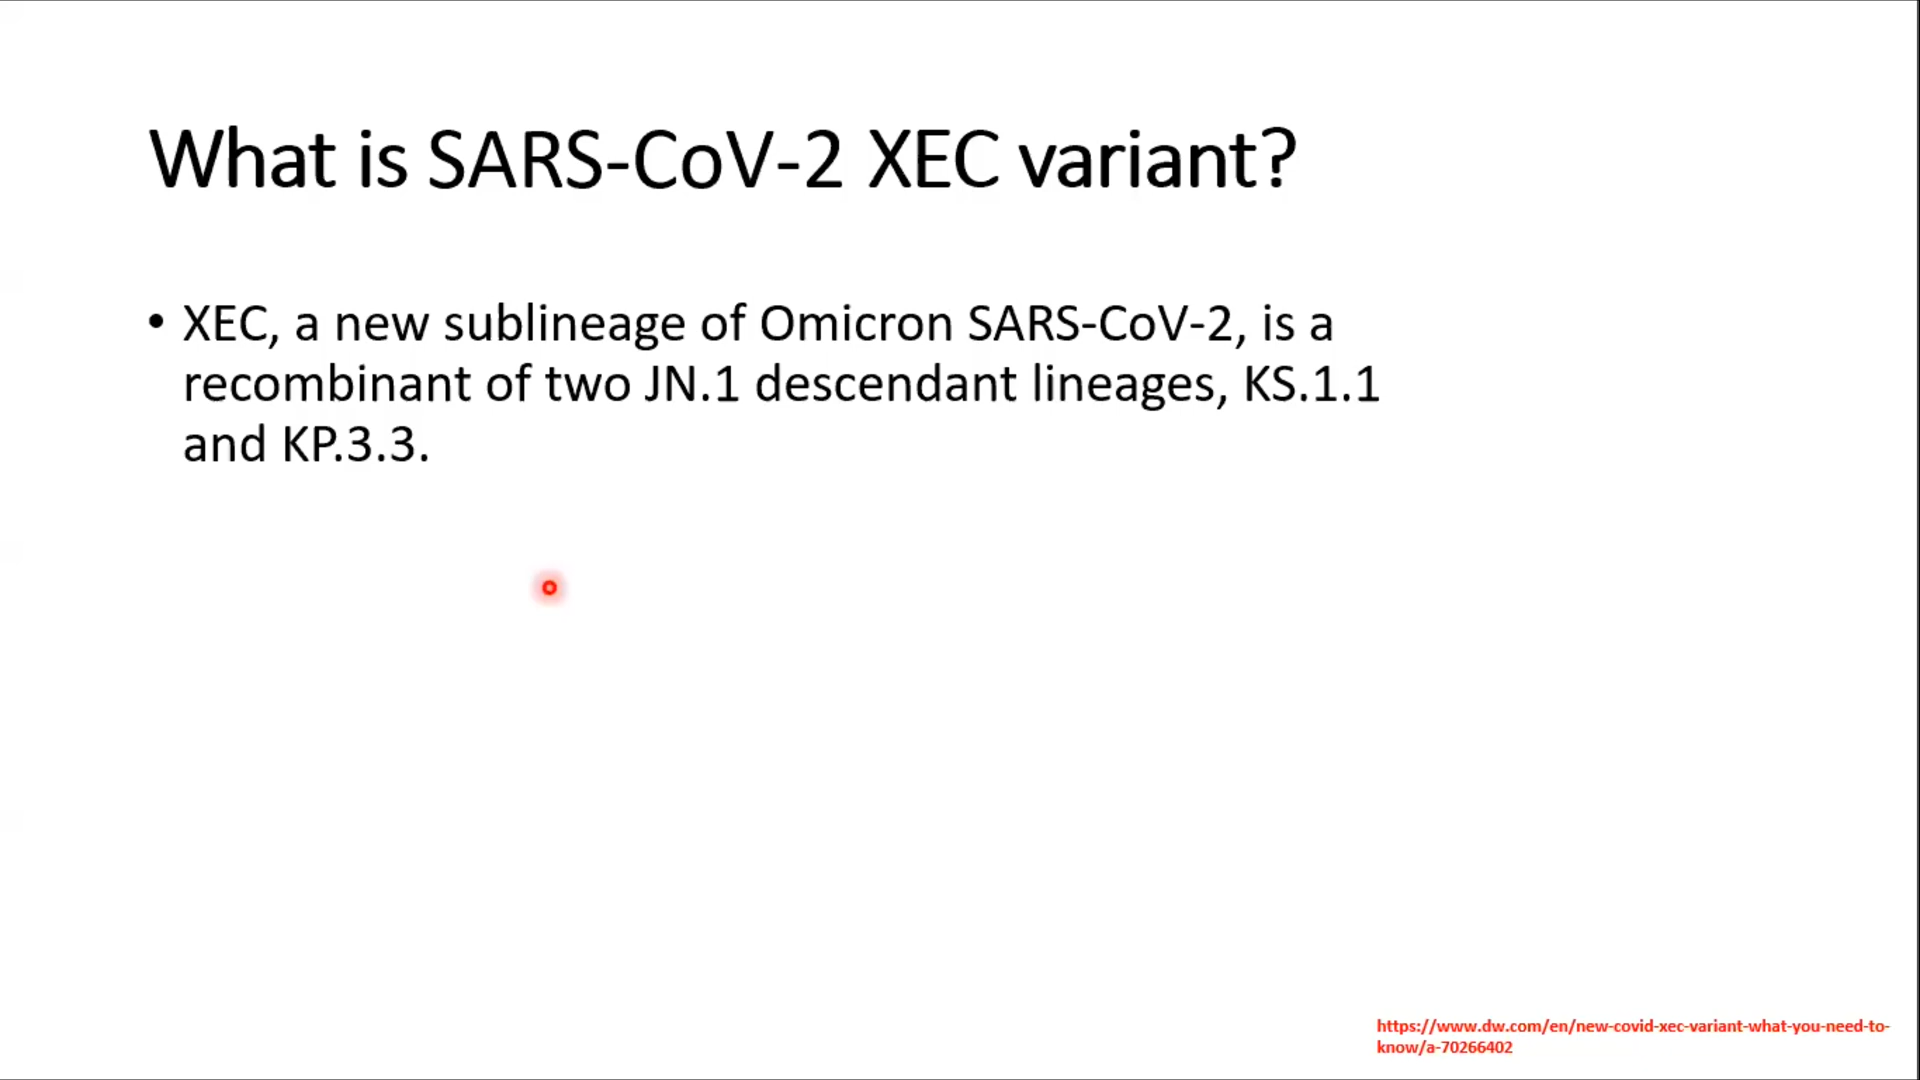 What is SARS-CoV-2 XEC variant?
• XEC, a new sublineage of Omicron SARS-CoV-2, is a
recombinant of two JN.1 descendant lineages, KS.1.1
and KP.3.3.
https://www.dw.com/en/new-covid-xec-variant-what-you-need-to-
know/a-70266402